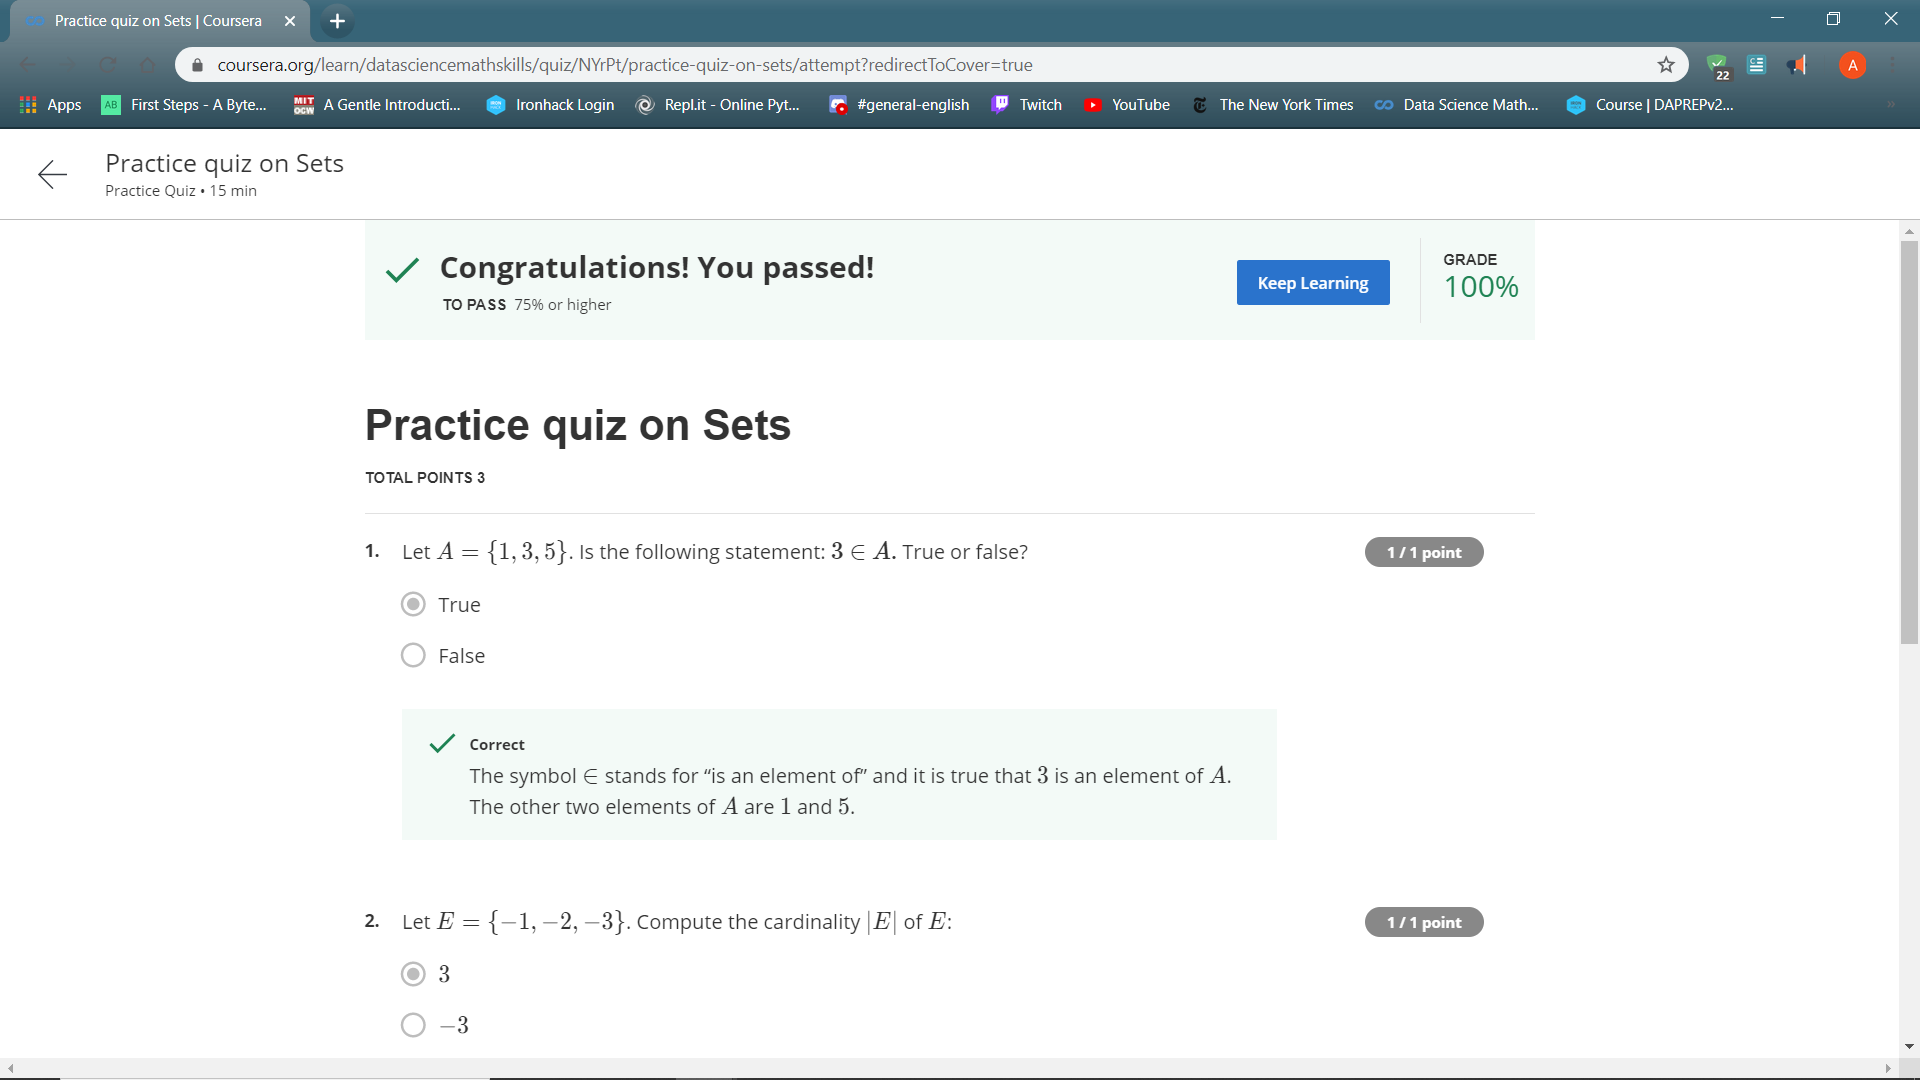 Practice quiz on Sets | Coursera
coursera.org/learn/datasciencemathskills/quiz/NYrPt/practice-quiz-on-sets/attempt?redirectToCover=true
22
A
Apps
AB
First Steps - A Byte...
MIT OCW
A Gentle Introducti...
IRON HACK
Ironhack Login
Repl.it - Online Pyt...
#general-english
Twitch
YouTube
The New York Times
Data Science Math...
Course | DAPREPv2...
Practice quiz on Sets
Practice Quiz • 15 min
Congratulations! You passed!
TO PASS 75% or higher
Keep Learning
GRADE
100%
Practice quiz on Sets
TOTAL POINTS 3
1. Let A = {1, 3, 5}. Is the following statement: 3 ∈ A. True or false?
1 / 1 point
True
False
Correct
The symbol ∈ stands for “is an element of” and it is true that 3 is an element of A.
The other two elements of A are 1 and 5.
2. Let E = {−1, −2, −3}. Compute the cardinality |E| of E:
1 / 1 point
3
−3